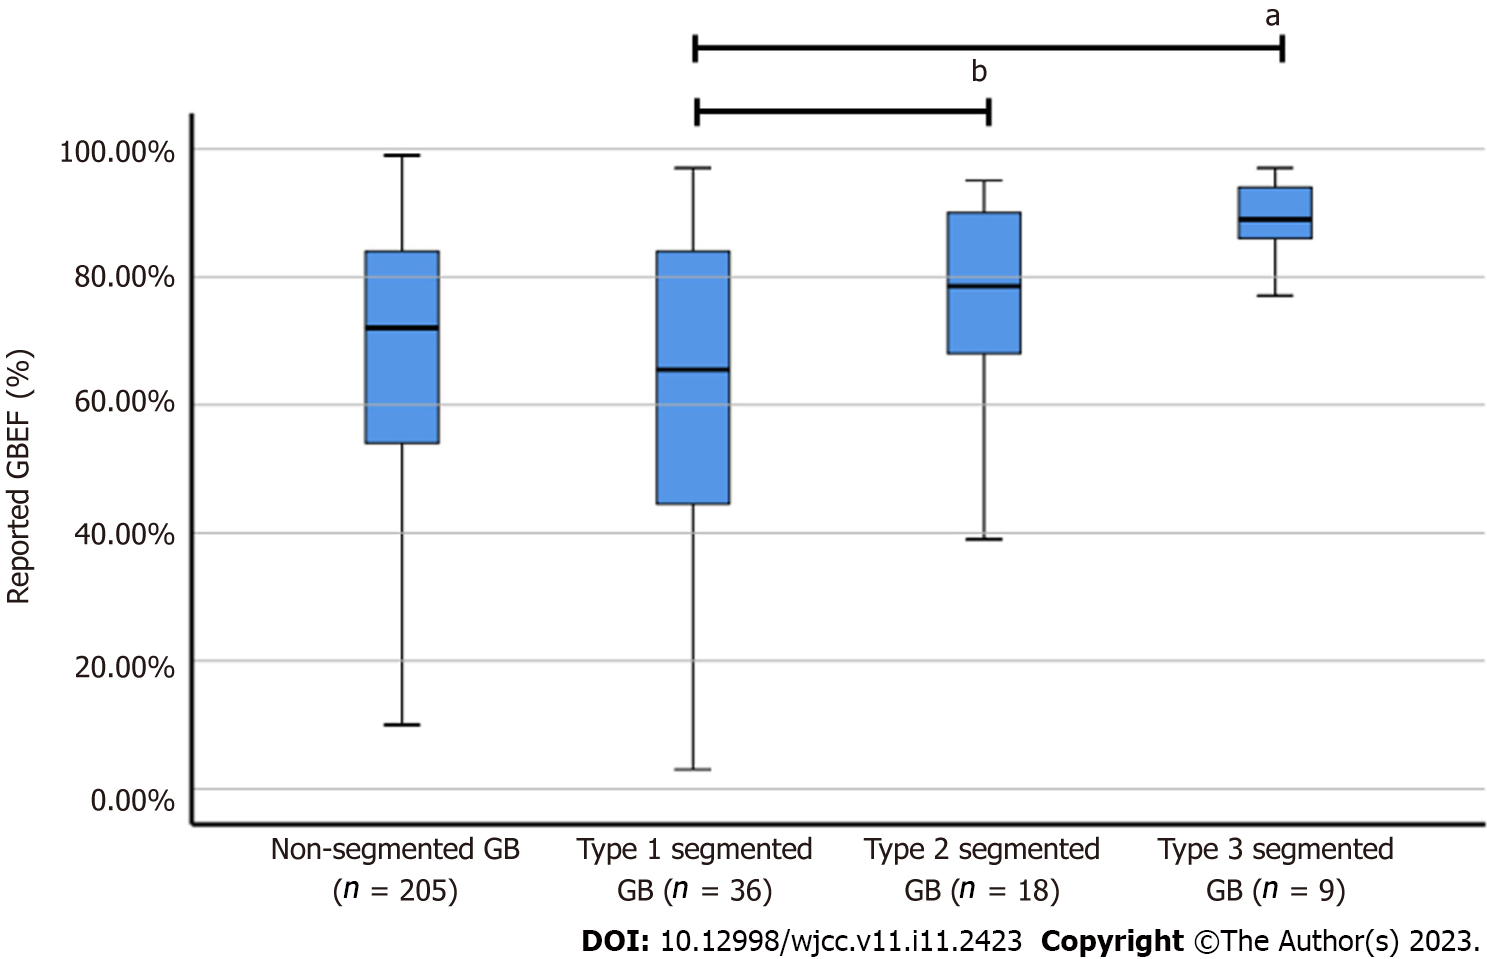 a
b
100.00%
80.00%
60.00%
40.00%
20.00%
0.00%
Reported GBEF (%)
Non-segmented GB
(n = 205)
Type 1 segmented
GB (n = 36)
Type 2 segmented
GB (n = 18)
Type 3 segmented
GB (n = 9)
DOI: 10.12998/wjcc.v11.i11.2423 Copyright ©The Author(s) 2023.